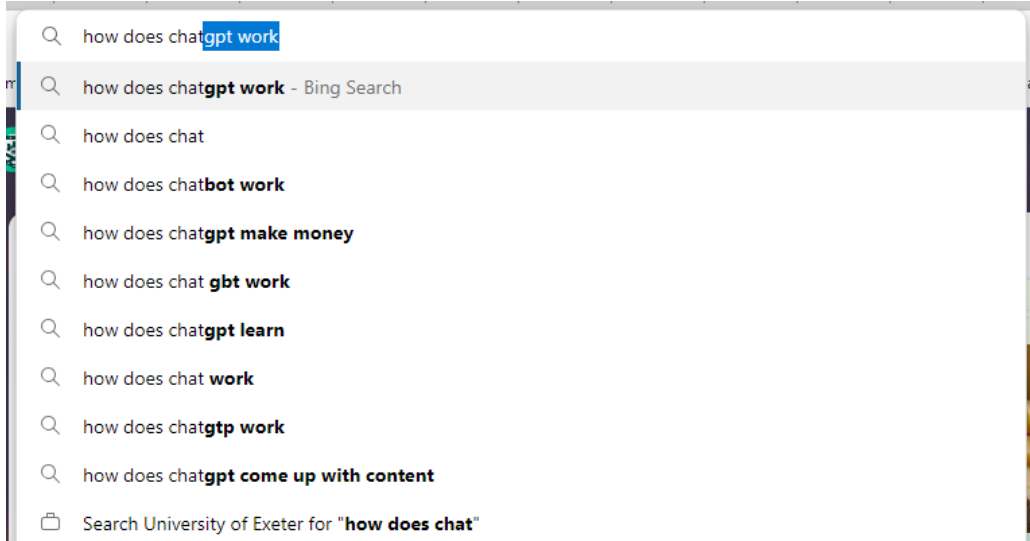 how does chatgpt work
how does chatgpt work - Bing Search
how does chat
how does chatbot work
how does chatgpt make money
how does chat gbt work
how does chatgpt learn
how does chat work
how does chatgtp work
how does chatgpt come up with content
Search University of Exeter for "how does chat"